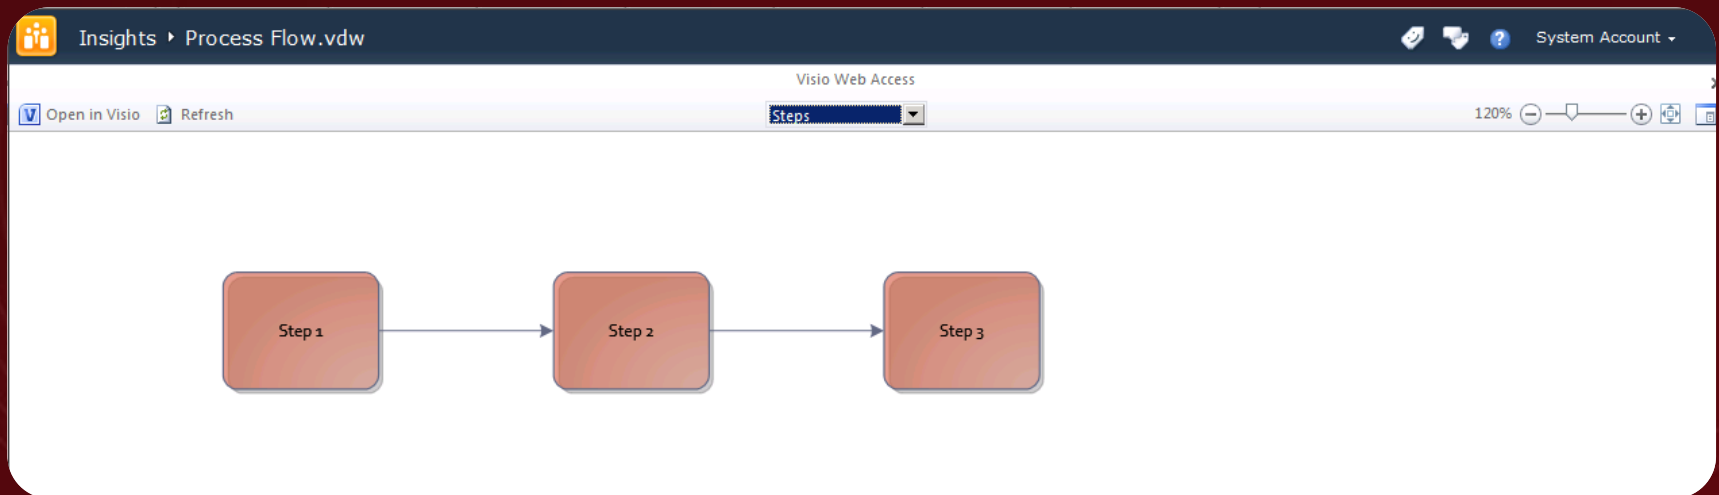 Insights ▸ Process Flow.vdw
System Account
Visio Web Access
Open in Visio Refresh Steps 120%
Step 1 Step 2 Step 3